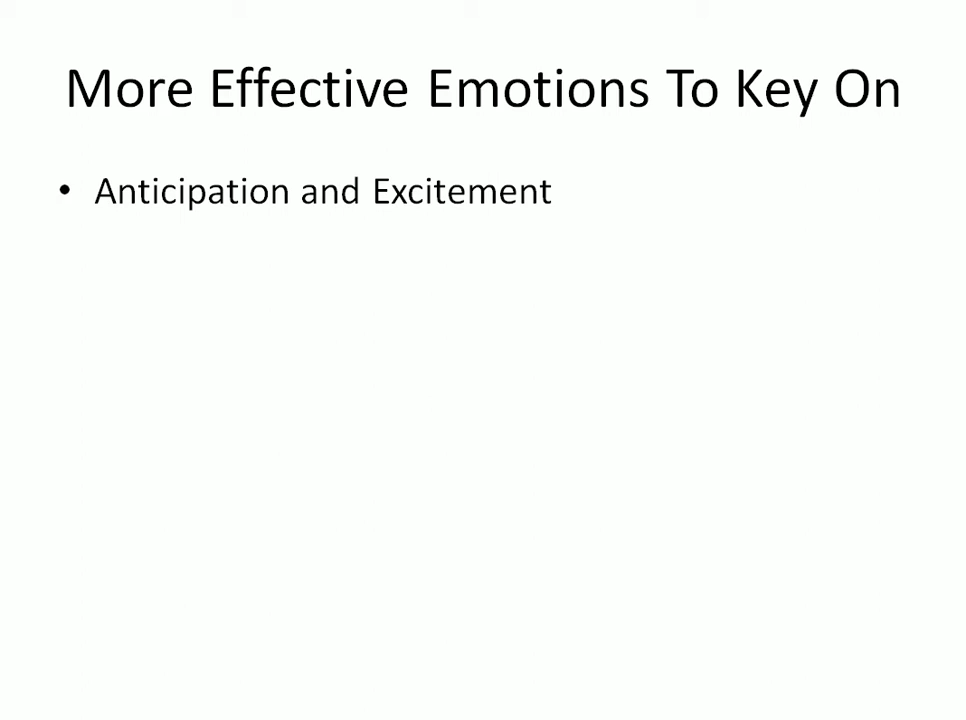 More Effective Emotions To Key On
• Anticipation and Excitement